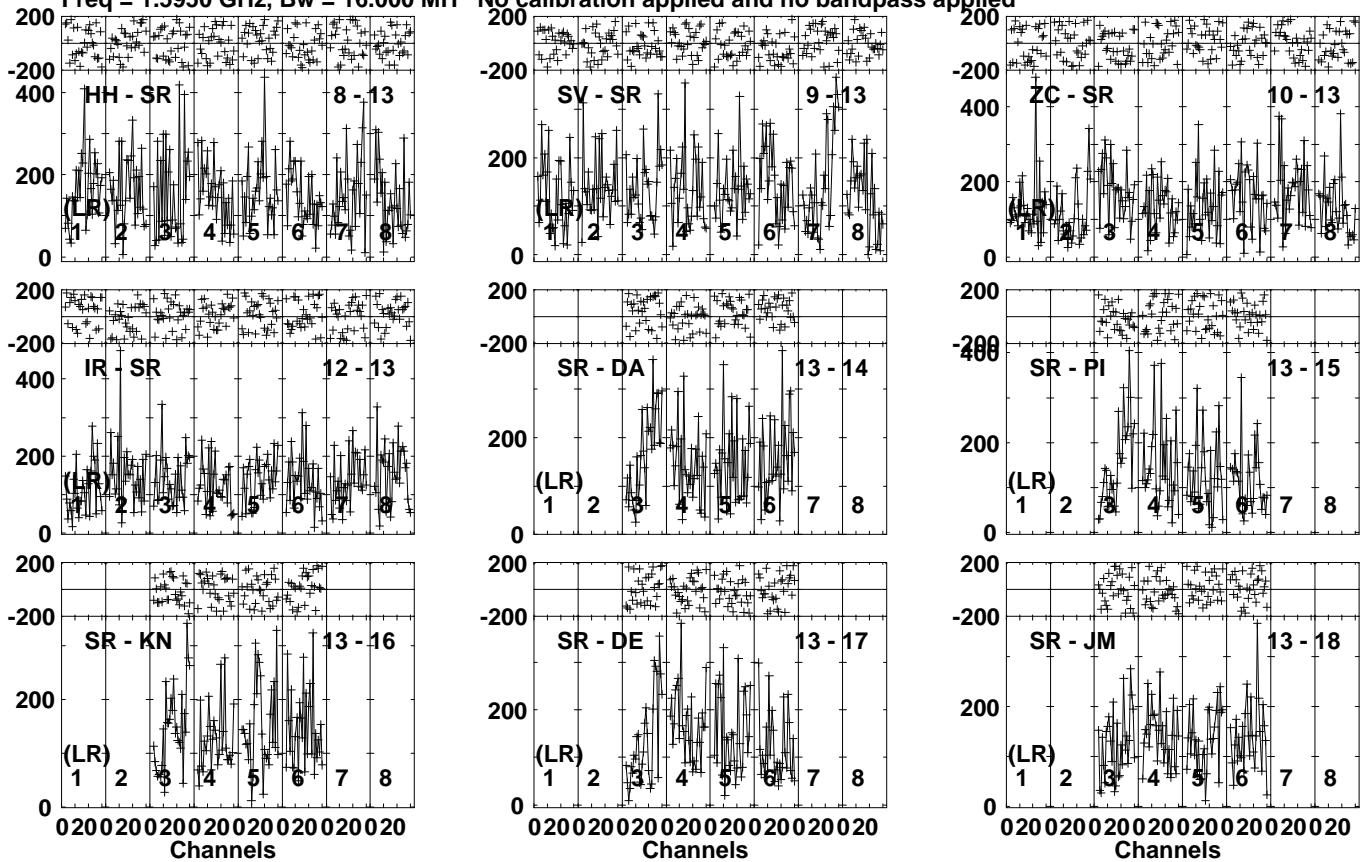 Freq = 1.5950 GHz, Bw = 16.000 MH No calibration applied and no bandpass applied
200 200 200
-200 -200 -200
HH - SR 8 - 13 SV - SR 9 - 13 ZC - SR 10 - 13
400 400
200 200 200
(LR) (LR) (LR)
1 2 3 4 5 6 7 8 1 2 3 4 5 6 7 8 1 2 3 4 5 6 7 8
0 0 0
200 200 200
-200 -200 -200
400
IR - SR 12 - 13 SR - DA 13 - 14 SR - PI 13 - 15
400
200 200 200
(LR) (LR) (LR)
1 2 3 4 5 6 7 8 1 2 3 4 5 6 7 8 1 2 3 4 5 6 7 8
0 0 0
200 200 200
-200 -200 -200
SR - KN 13 - 16 SR - DE 13 - 17 SR - JM 13 - 18
200 200 200
(LR) (LR) (LR)
1 2 3 4 5 6 7 8 1 2 3 4 5 6 7 8 1 2 3 4 5 6 7 8
0 0 0
0 20 0 20 0 20 0 20 0 20 0 20 0 20 0 20 0 20 0 20 0 20 0 20 0 20 0 20 0 20 0 20 0 20 0 20 0 20 0 20 0 20 0 20 0 20 0 20
Channels Channels Channels